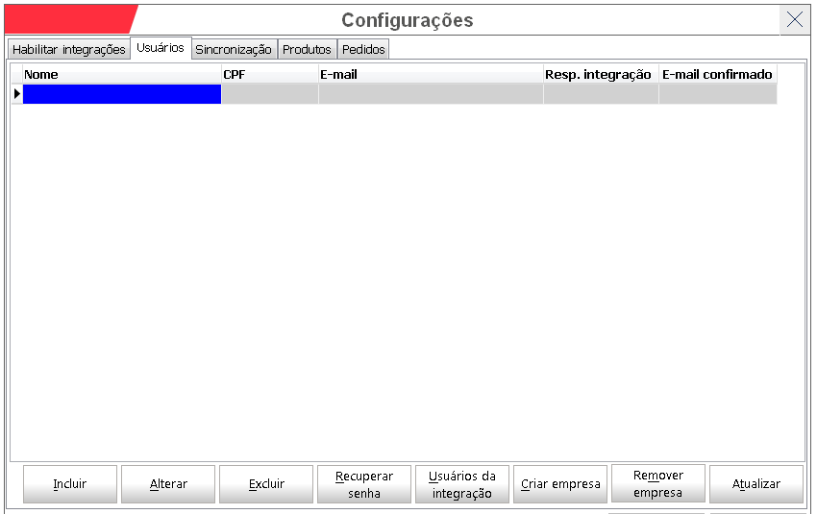 Configurações
Habilitar integrações Usuários Sincronização Produtos Pedidos
Nome CPF E-mail Resp. integração E-mail confirmado
Incluir Alterar Excluir Recuperar senha Usuários da integração Criar empresa Remover empresa Atualizar